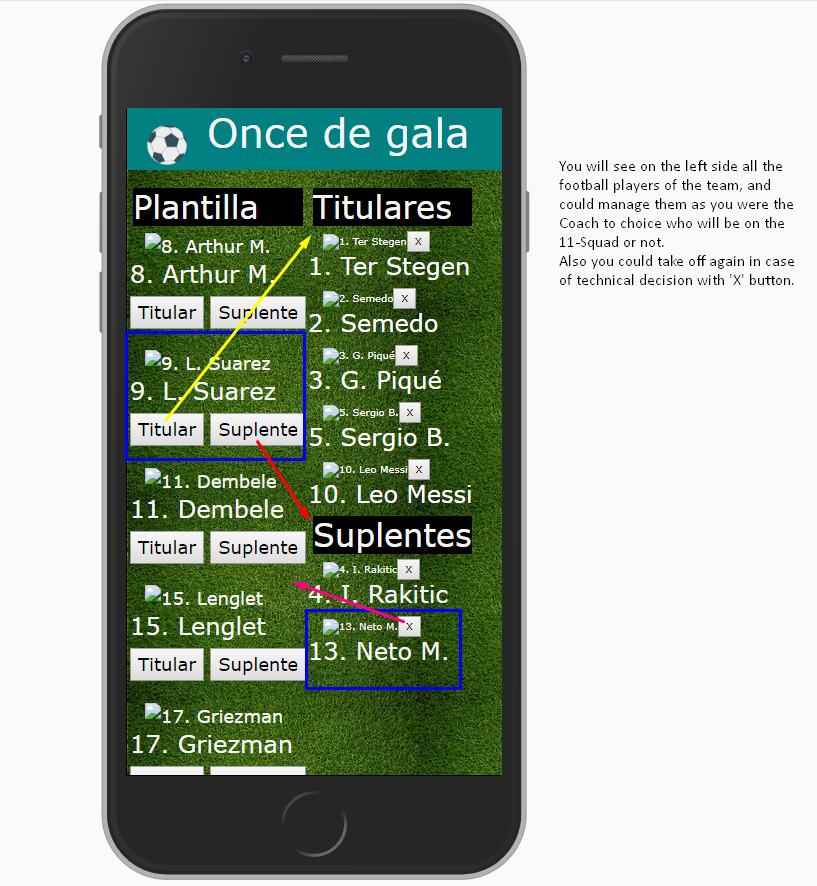 Once de gala
Plantilla
8. Arthur M.
8. Arthur M.
Titular Suplente
9. L. Suarez
9. L. Suarez
Titular Suplente
11. Dembele
11. Dembele
Titular Suplente
15. Lenglet
15. Lenglet
Titular Suplente
17. Griezman
17. Griezman
Titulares
1. Ter Stegen X
1. Ter Stegen
2. Semedo X
2. Semedo
3. G. Piqué X
3. G. Piqué
5. Sergio B. X
5. Sergio B.
10. Leo Messi X
10. Leo Messi
Suplentes
4. I. Rakitic X
4. I. Rakitic
13. Neto M. X
13. Neto M.
You will see on the left side all the
football players of the team, and
could manage them as you were the
Coach to choice who will be on the
11-Squad or not.
Also you could take off again in case
of technical decision with 'X' button.